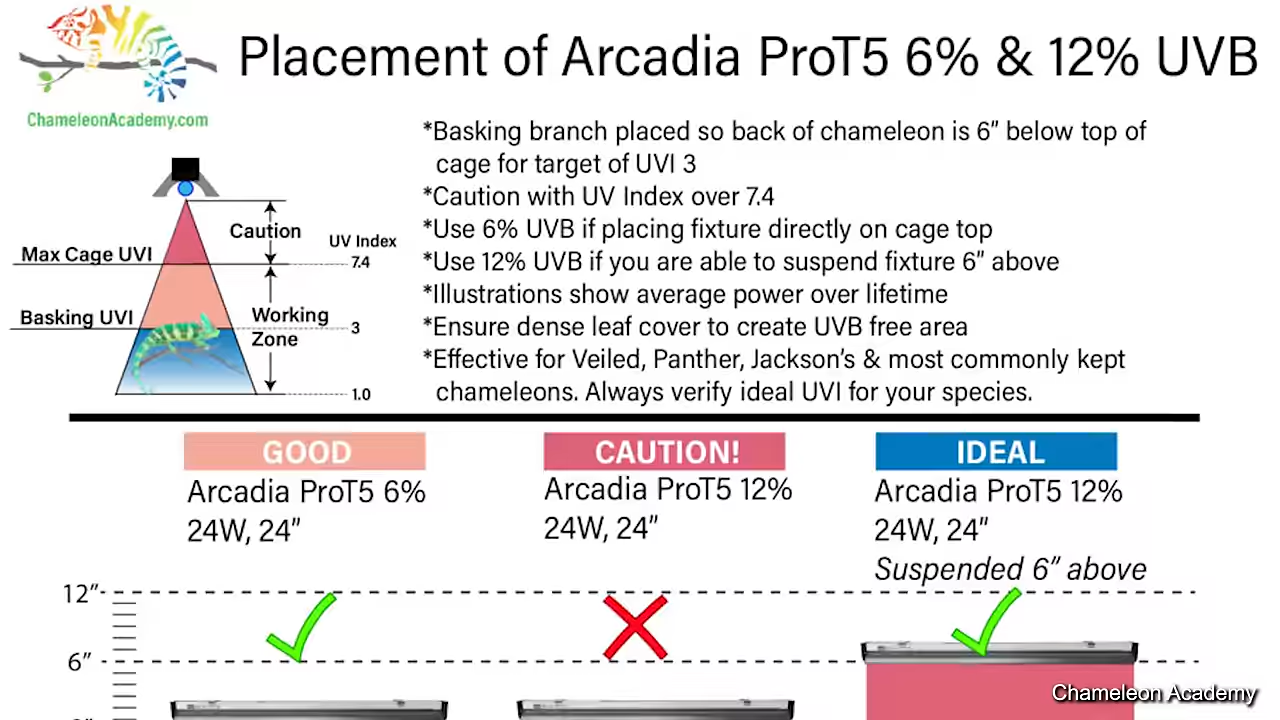 Placement of Arcadia ProT5 6% & 12% UVB
ChameleonAcademy.com
*Basking branch placed so back of chameleon is 6″ below top of
cage for target of UVI 3
*Caution with UV Index over 7.4
*Use 6% UVB if placing fixture directly on cage top
*Use 12% UVB if you are able to suspend fixture 6″ above
*Illustrations show average power over lifetime
*Ensure dense leaf cover to create UVB free area
*Effective for Veiled, Panther, Jackson's & most commonly kept
chameleons. Always verify ideal UVI for your species.
Caution
UV Index
Max Cage UVI
7.4
Basking UVI
Working
Zone
3
1.0
GOOD
Arcadia ProT5 6%
24W, 24″
CAUTION!
Arcadia ProT5 12%
24W, 24″
IDEAL
Arcadia ProT5 12%
24W, 24″
Suspended 6″ above
12″
6″
Chameleon Academy